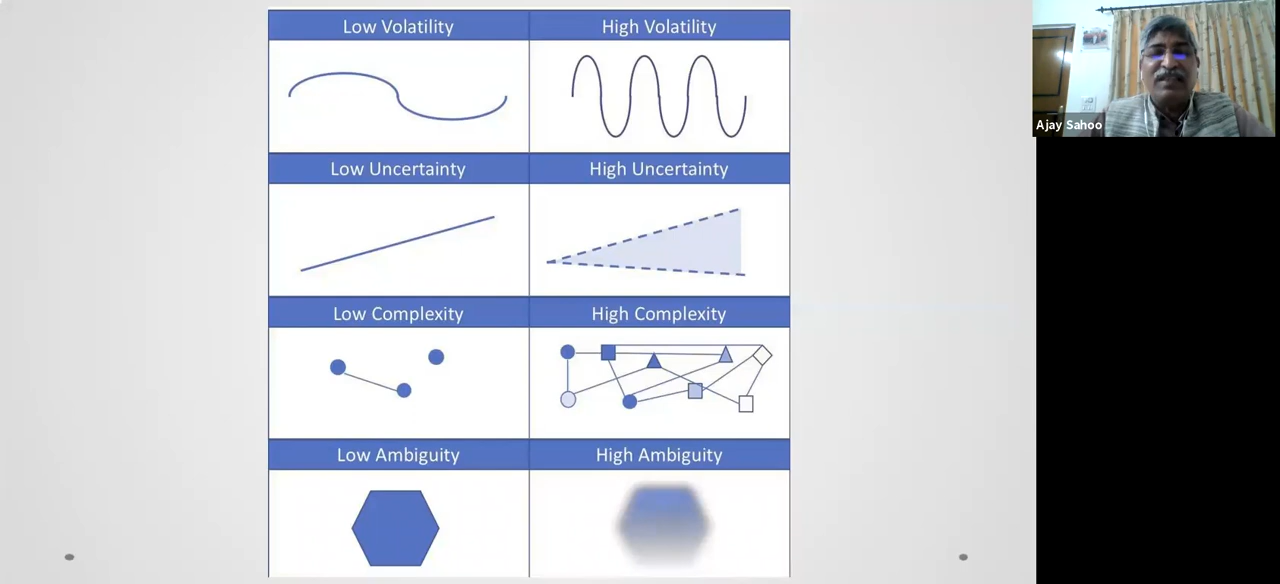 Low Volatility
High Volatility
Ajay Sahoo
Low Uncertainty
High Uncertainty
Low Complexity
High Complexity
Low Ambiguity
High Ambiguity